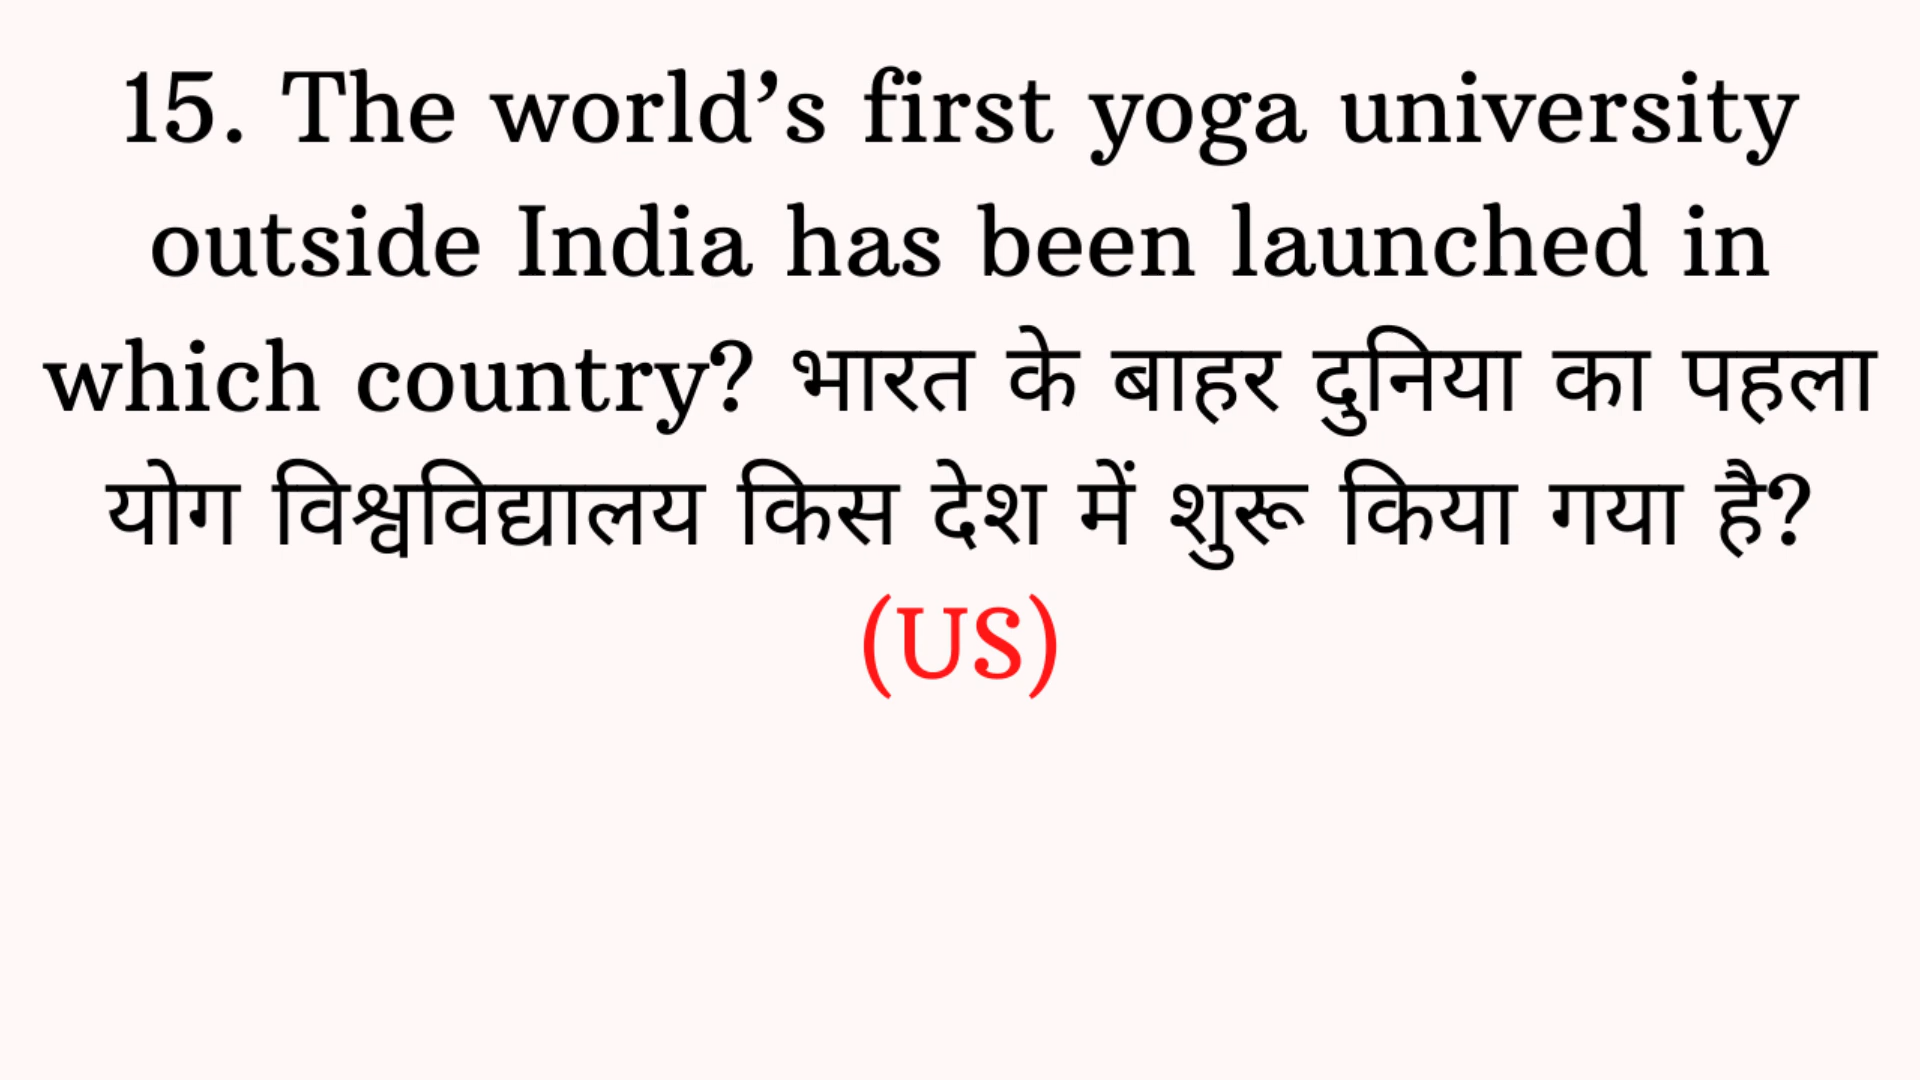 15. The world’s first yoga university
outside India has been launched in
which country? भारत के बाहर दुनिया का पहला
योग विश्वविद्यालय किस देश में शुरू किया गया है?
(US)